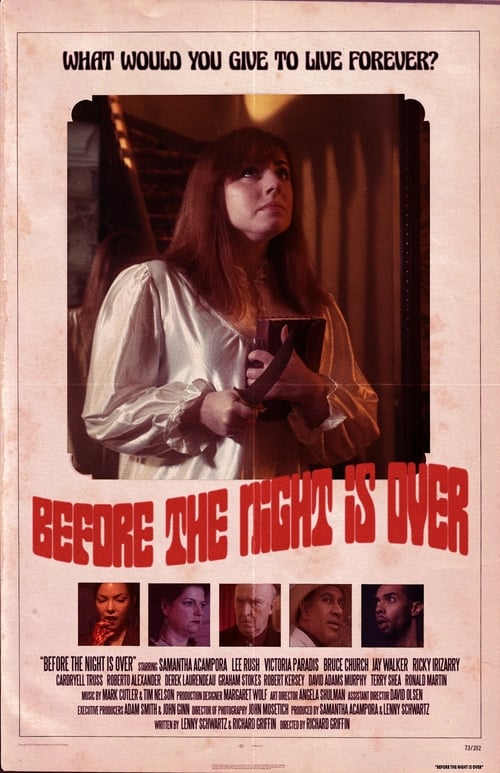 WHAT WOULD YOU GIVE TO LIVE FOREVER?
BEFORE THE NIGHT IS OVER
"BEFORE THE NIGHT IS OVER" STARRING SAMANTHA ACAMPORA LEE RUSH VICTORIA PARADIS BRUCE CHURCH JAY WALKER RICKY IRIZARRY
CARDRYELL TRUSS ROBERTO ALEXANDER DEREK LAURENDEAU GRAHAM STOKES ROBERT KERSEY DAVID ADAMS MURPHY TERRY SHEA RONALD MARTIN
MUSIC BY MARK CUTLER & TIM NELSON PRODUCTION DESIGNER MARGARET WOLF ART DIRECTOR ANGELA SHULMAN ASSISTANT DIRECTOR DAVID OLSEN
EXECUTIVE PRODUCERS ADAM SMITH & JOHN GINN DIRECTOR OF PHOTOGRAPHY JOHN MOSETICH PRODUCED BY SAMANTHA ACAMPORA & LENNY SCHWARTZ
WRITTEN BY LENNY SCHWARTZ & RICHARD GRIFFIN DIRECTED BY RICHARD GRIFFIN
73/352
"BEFORE THE NIGHT IS OVER"